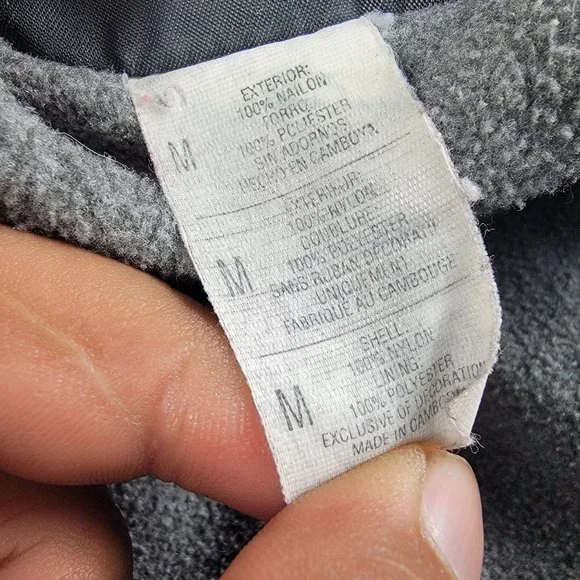 EXTERIOR:
100% NAILON
FORRO
M
100% POLIESTER
SIN ADORNOS
HECHO EN CAMBOYA
EXTERIEUR:
100% NYLON
DOUBLURE
M
100% POLYESTER
SANS RUBAN DECORATIF
UNIQUEMENT
FABRIQUE AU CAMBODGE
SHELL
100% NYLON
LINING
M
100% POLYESTER
EXCLUSIVE OF DECORATION
MADE IN